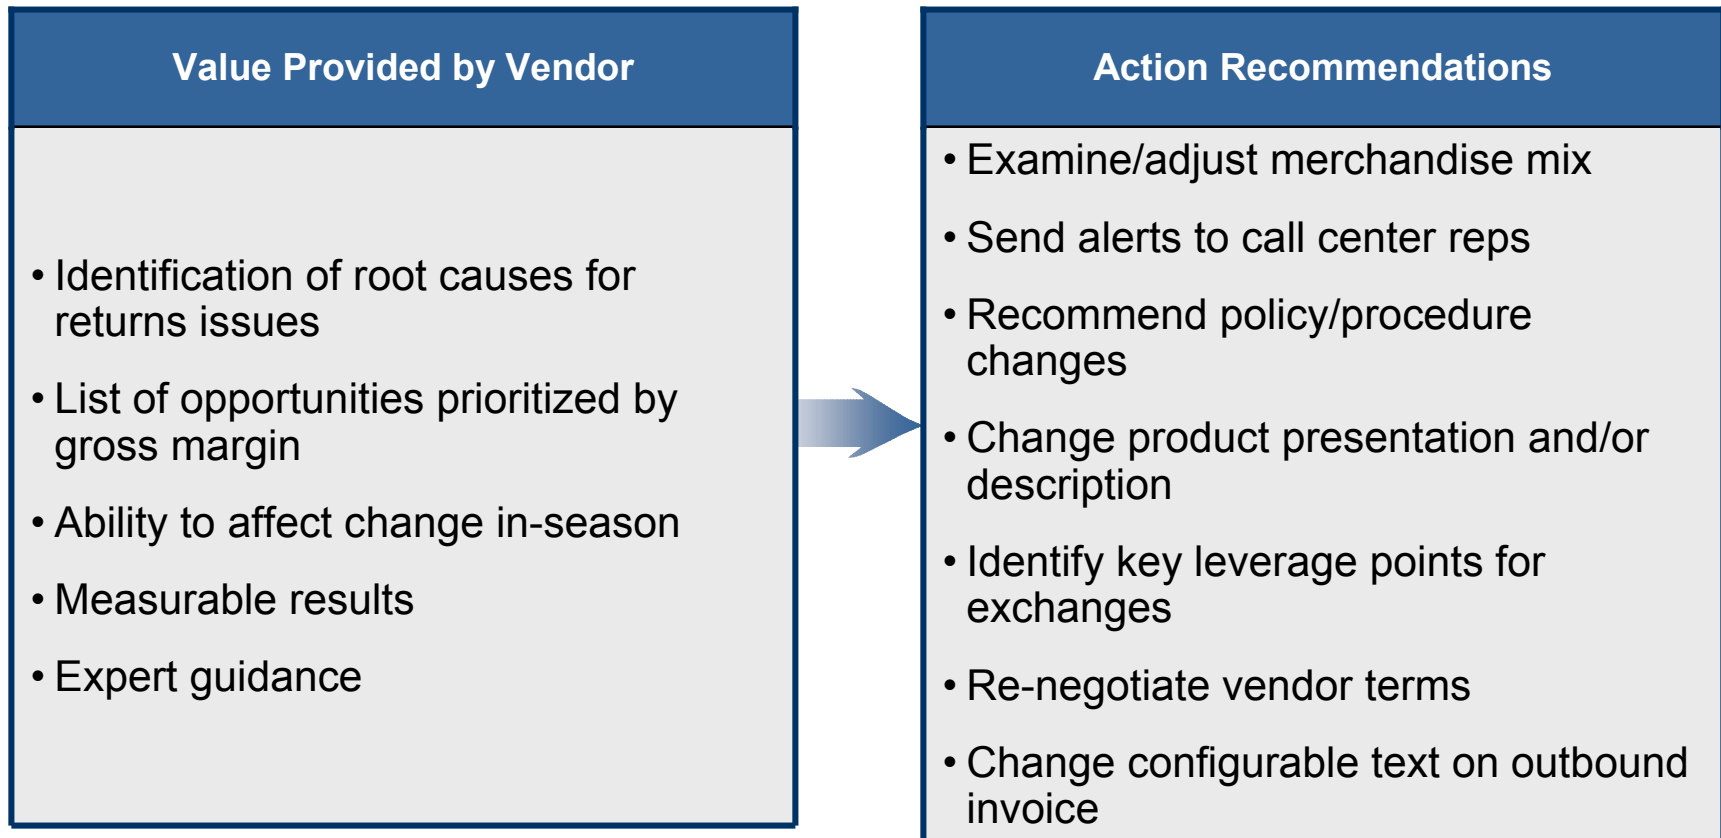 Value Provided by Vendor
• Identification of root causes for
returns issues
• List of opportunities prioritized by
gross margin
• Ability to affect change in-season
• Measurable results
• Expert guidance
Action Recommendations
• Examine/adjust merchandise mix
• Send alerts to call center reps
• Recommend policy/procedure
changes
• Change product presentation and/or
description
• Identify key leverage points for
exchanges
• Re-negotiate vendor terms
• Change configurable text on outbound
invoice